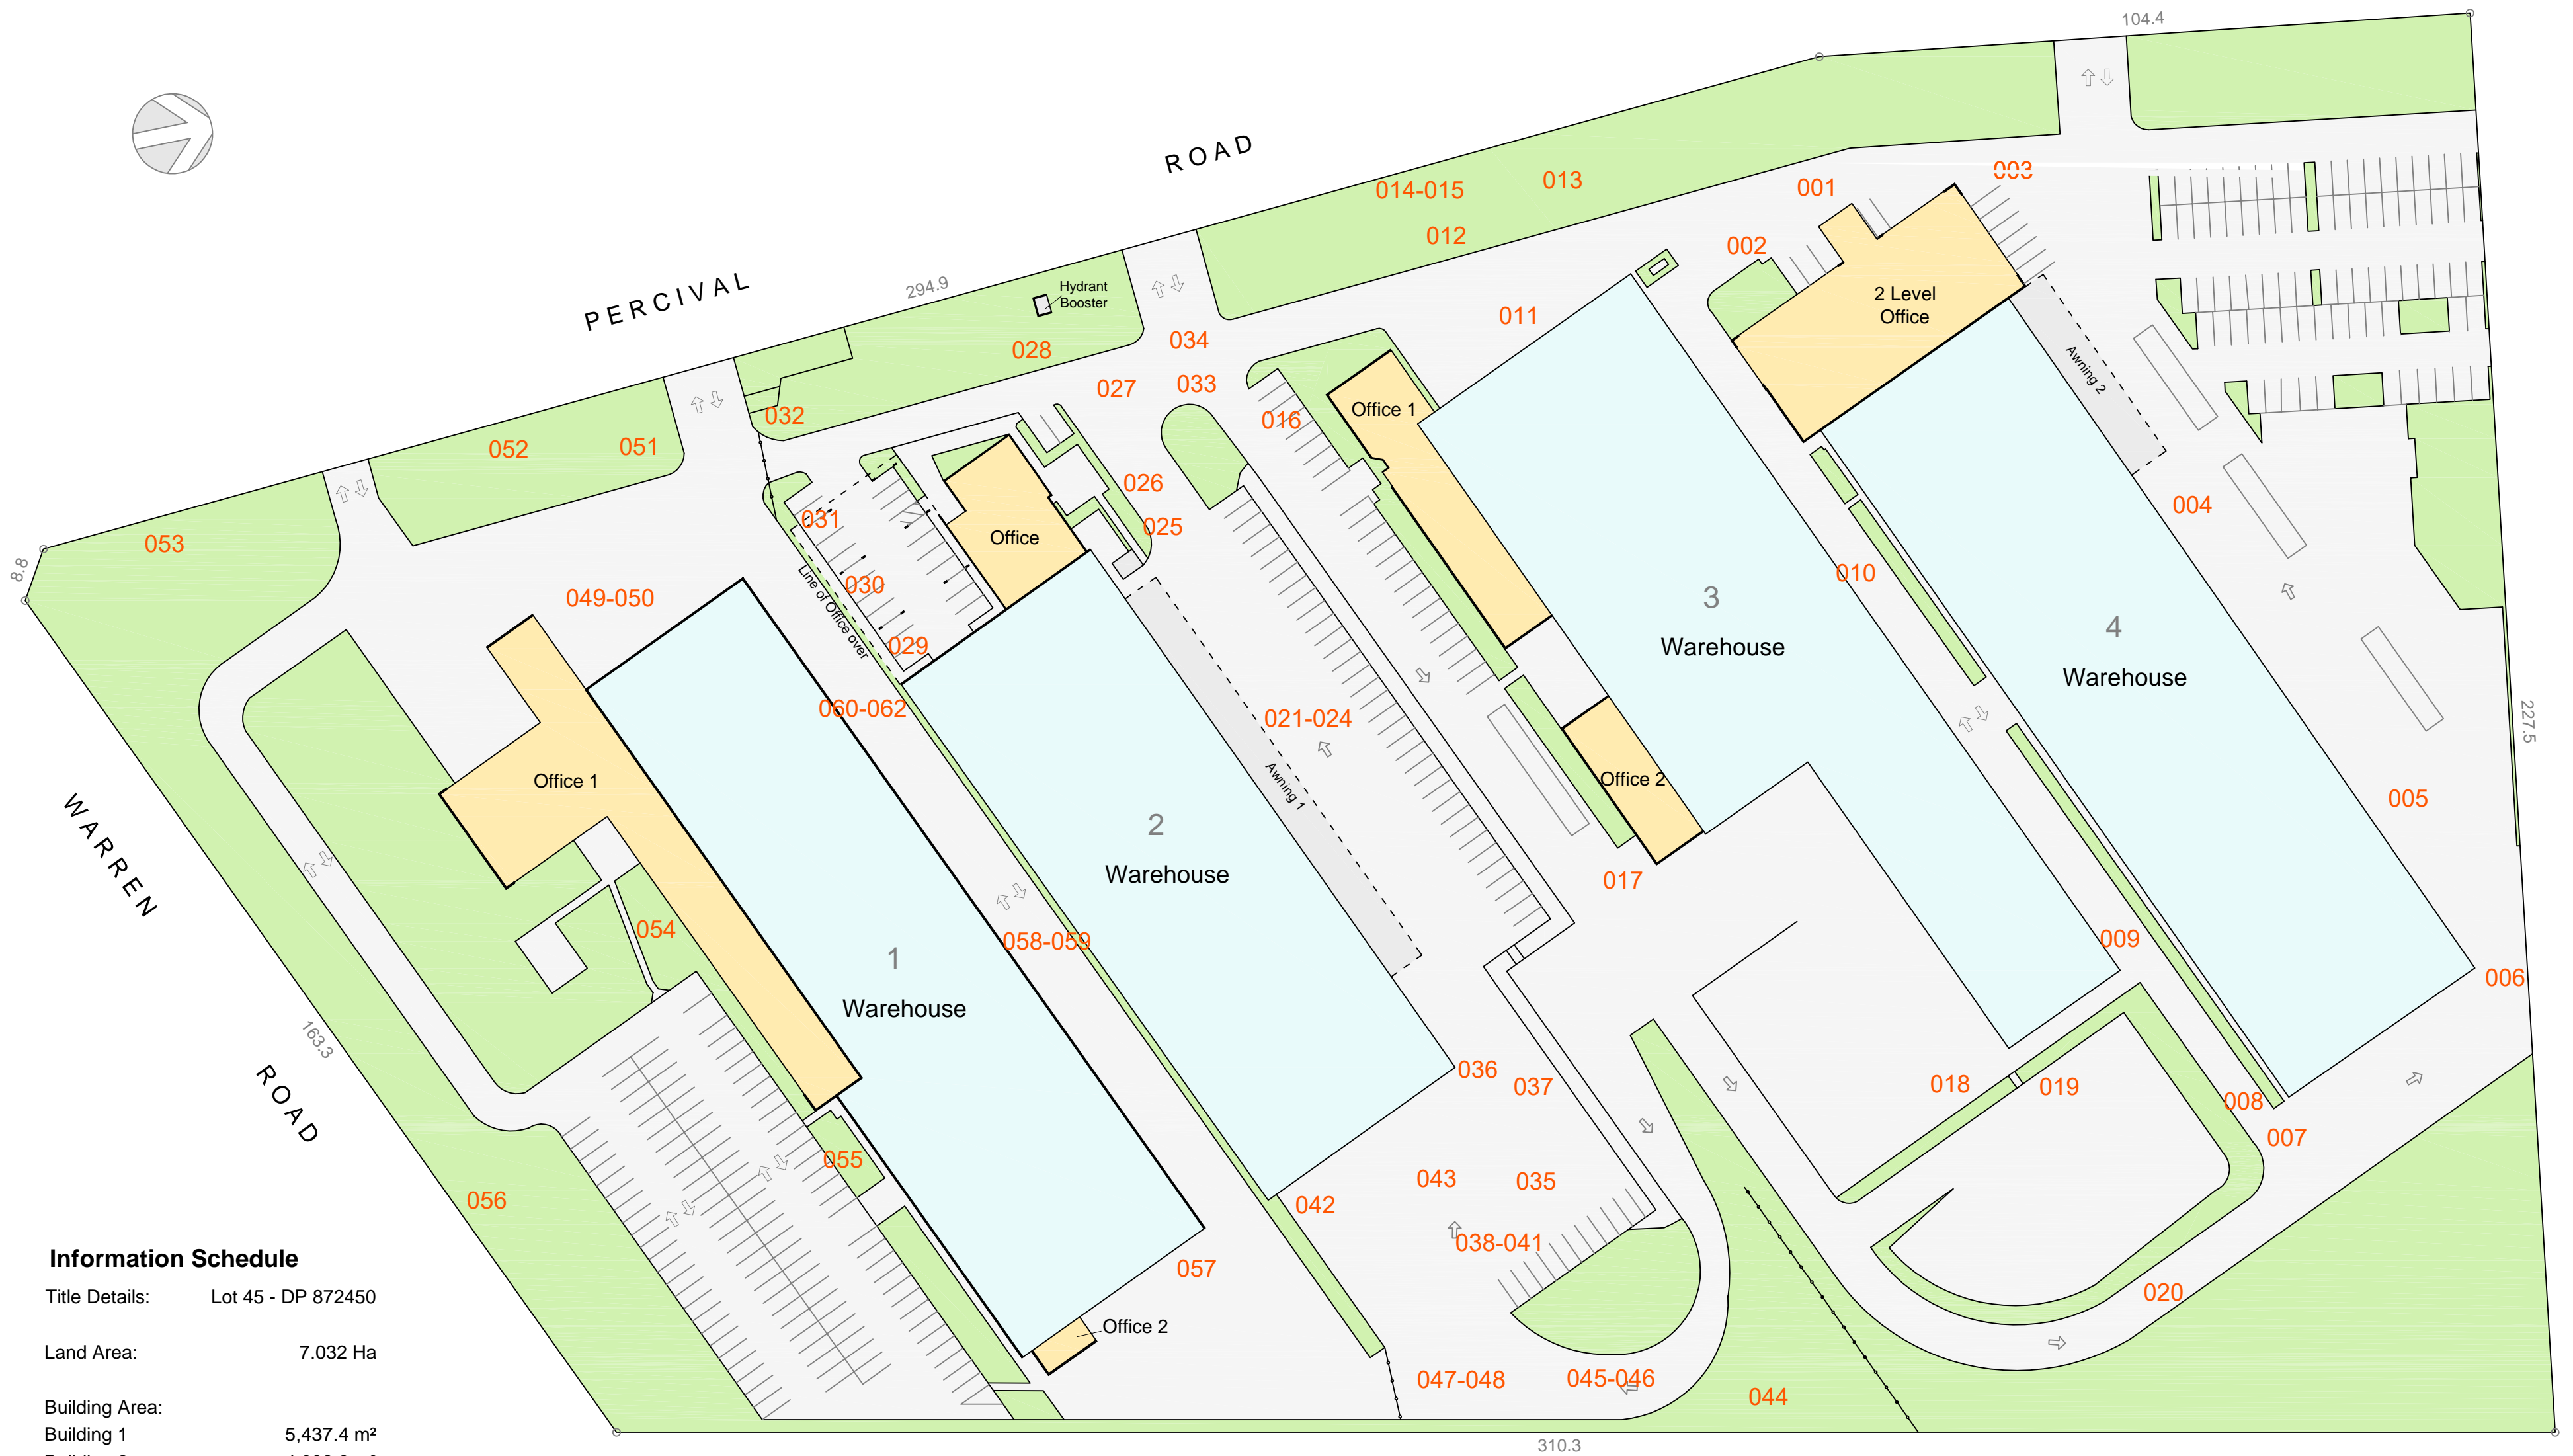 104.4
ROAD
014-015
013
003
001
012
002
PERCIVAL
294.9
Hydrant
Booster
2 Level
Office
011
034
028
027
033
Awning 2
032
016
Office 1
052
051
026
004
031
025
053
Office
8.8
030
010
049-050
Line of Office over
3
029
Warehouse
4
Warehouse
060-062
021-024
227.5
Office 1
Awning 1
Office 2
005
WARREN
2
Warehouse
017
054
058-059
009
1
006
Warehouse
163.3
036
037
018
019
ROAD
008
007
055
043
035
056
042
038-041
Information Schedule
057
020
Title Details: Lot 45 - DP 872450
Office 2
Land Area: 7.032 Ha
047-048
045-046
044
Building Area:
Building 1 5,437.4 m²
310.3